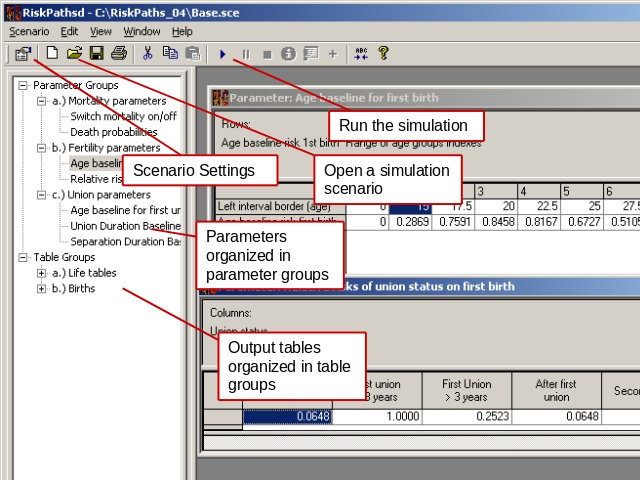 RiskPathsd - C:\RiskPaths_04\Base.sce
Scenario Edit View Window Help
ABC
Parameter Groups
a.) Mortality parameters
Switch mortality on/off
Death probabilities
b.) Fertility parameters
Age baselin
Relative ris
c.) Union parameters
Age baseline for first ur
Union Duration Baseline
Separation Duration Ba
Table Groups
a.) Life tables
b.) Births
Scenario Settings
Open a simulation
scenario
Run the simulation
Parameters
organized in
parameter groups
Output tables
organized in table
groups
Parameter: Age baseline for first birth
Rows:
Age baseline risk 1st birth Range of age groups indexes
3 4 5 6
Left interval border (age) 0 15 17.5 20 22.5 25 27.5
Age baseline risk first birth 0 0.2869 0.7591 0.8458 0.8167 0.6727 0.5105
ks of union status on first birth
Columns:
Union status
st union
3 years
First Union
> 3 years
After first
union
Secon
0.0648 1.0000 0.2523 0.0648